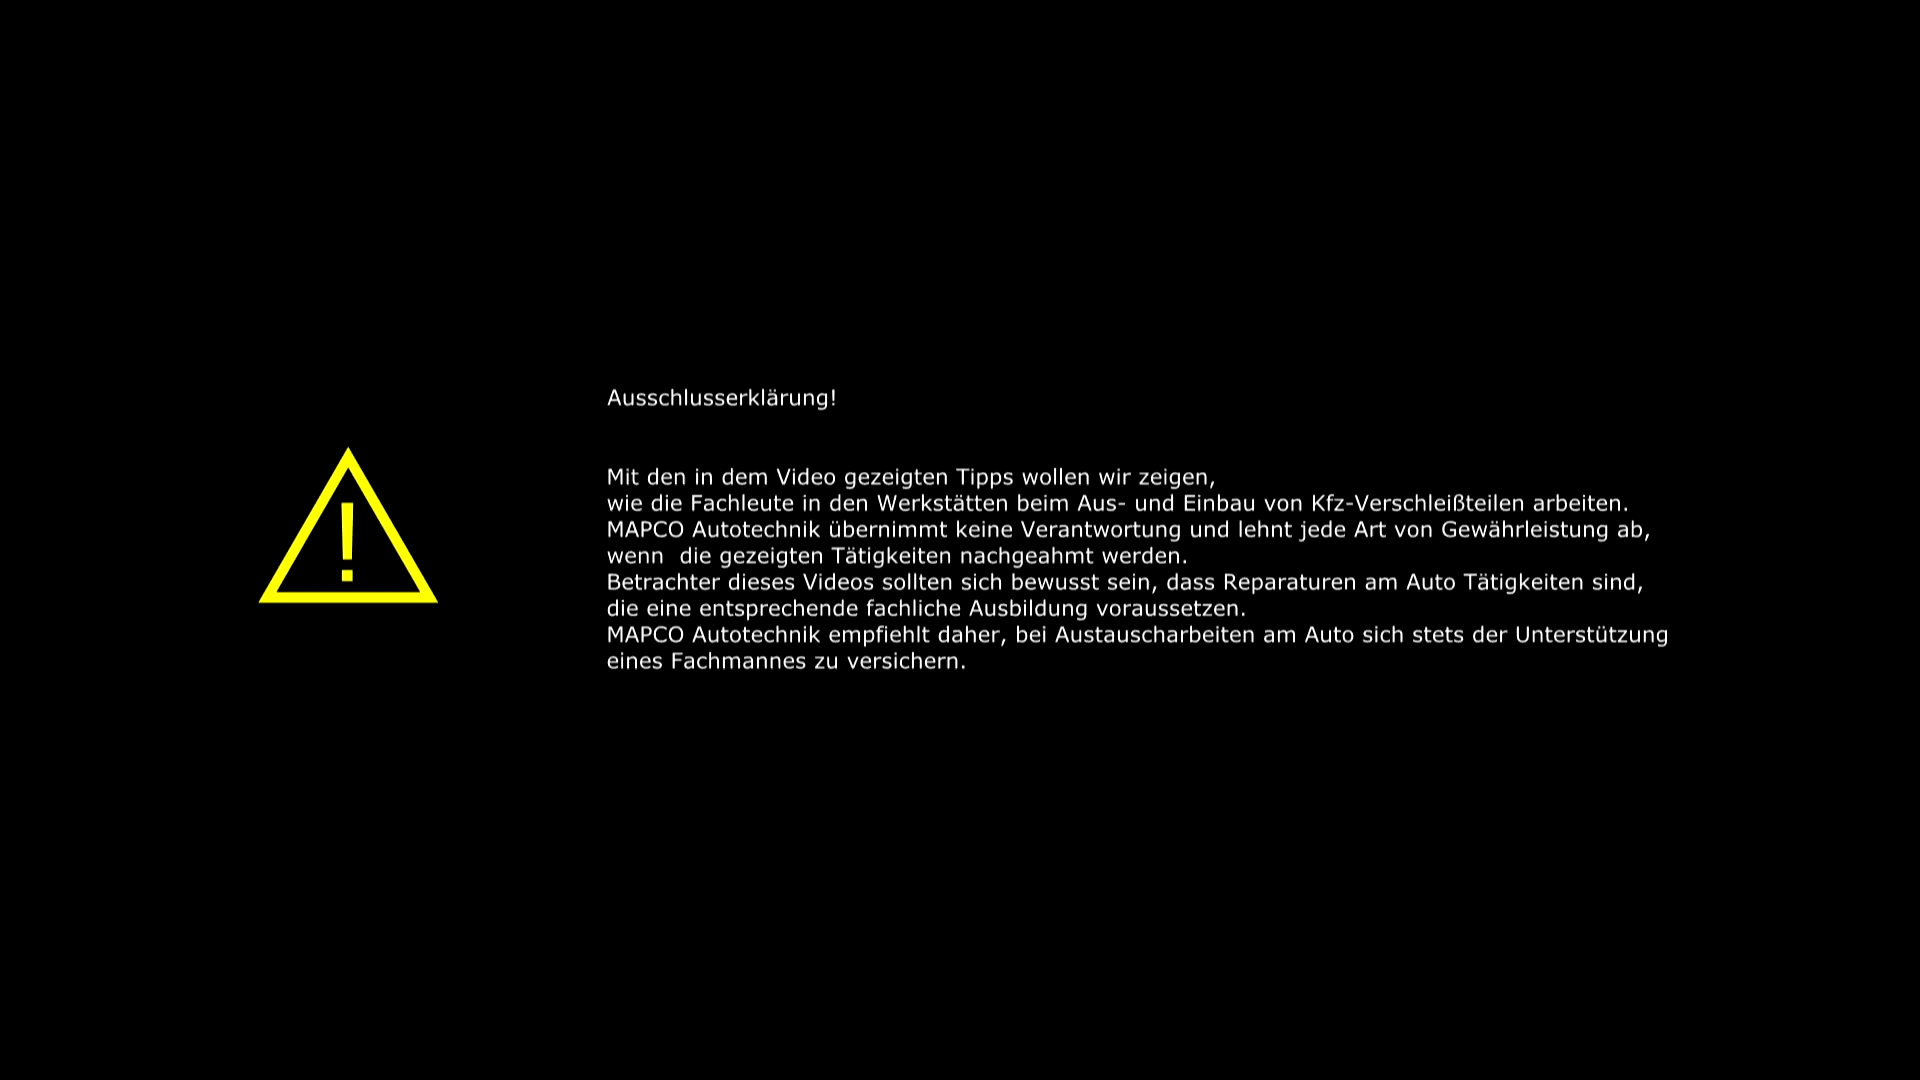 Ausschlusserklärung!
Mit den in dem Video gezeigten Tipps wollen wir zeigen,
wie die Fachleute in den Werkstätten beim Aus- und Einbau von Kfz-Verschleißteilen arbeiten.
MAPCO Autotechnik übernimmt keine Verantwortung und lehnt jede Art von Gewährleistung ab,
wenn  die gezeigten Tätigkeiten nachgeahmt werden.
Betrachter dieses Videos sollten sich bewusst sein, dass Reparaturen am Auto Tätigkeiten sind,
die eine entsprechende fachliche Ausbildung voraussetzen.
MAPCO Autotechnik empfiehlt daher, bei Austauscharbeiten am Auto sich stets der Unterstützung
eines Fachmannes zu versichern.